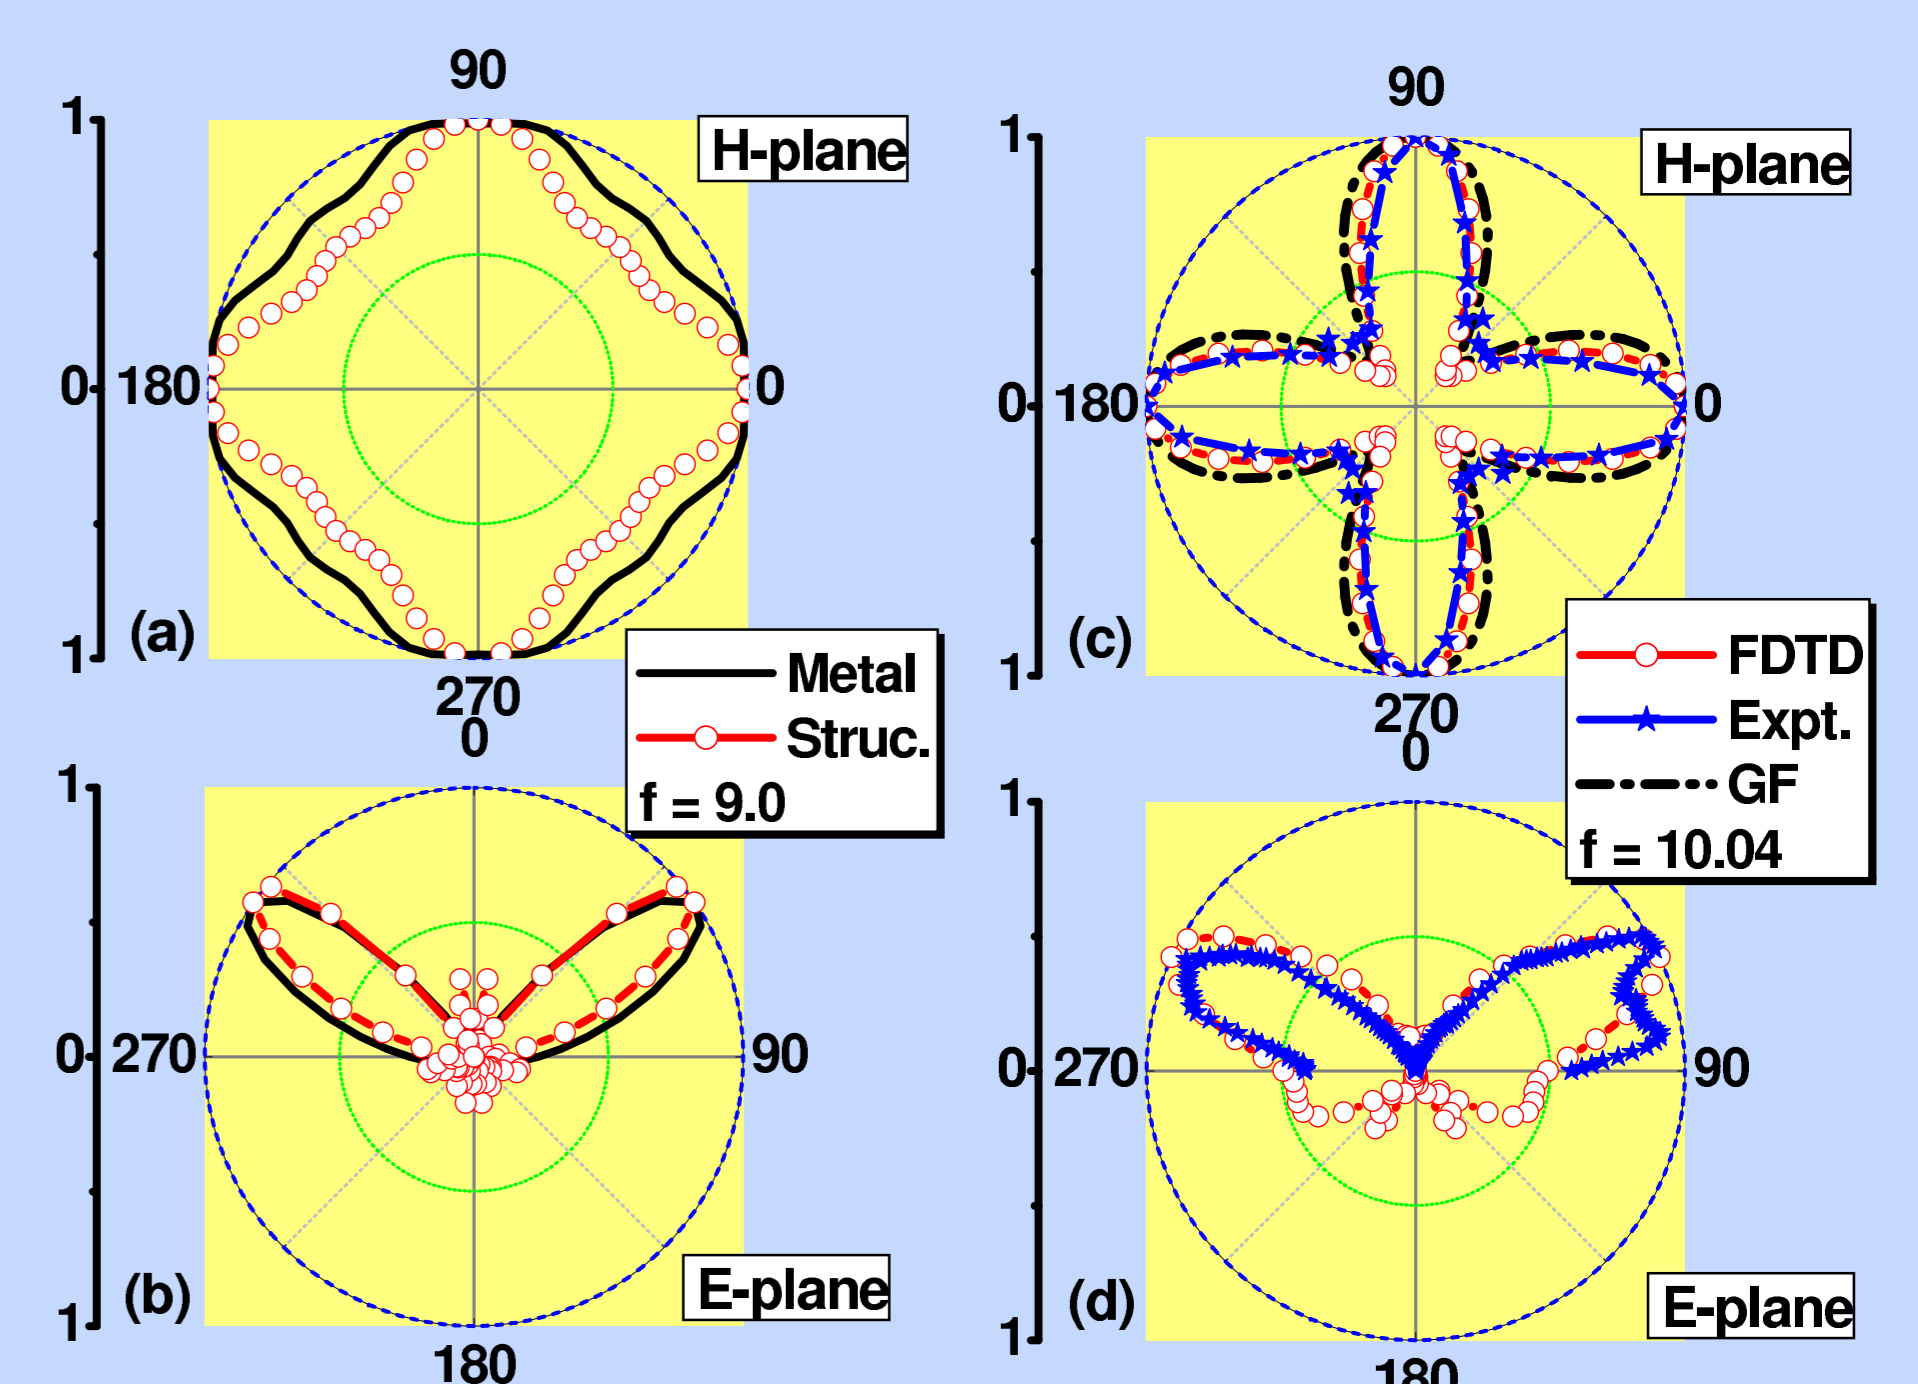 90
1
H-plane
0
180
0
(a)
1
270
Metal
Struc.
f = 9.0
0
1
0
270
90
(b)
E-plane
1
180
90
1
H-plane
0
180
0
(c)
1
270
FDTD
Expt.
GF
f = 10.04
0
1
0
270
90
(d)
E-plane
1
180